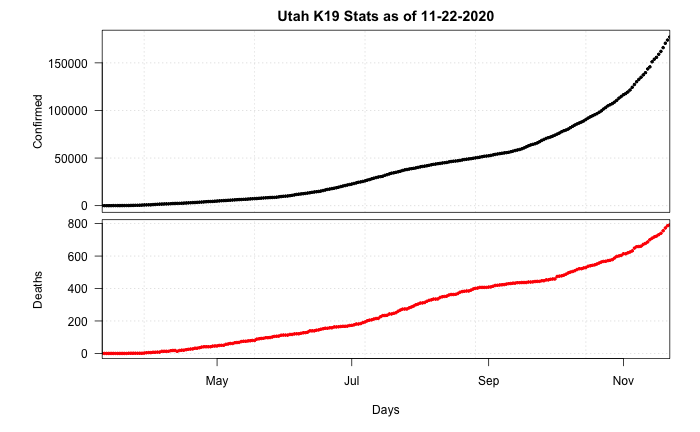 Utah K19 Stats as of 11-22-2020
Confirmed
150000
100000
50000
0
Deaths
800
600
400
200
0
May Jul Sep Nov
Days